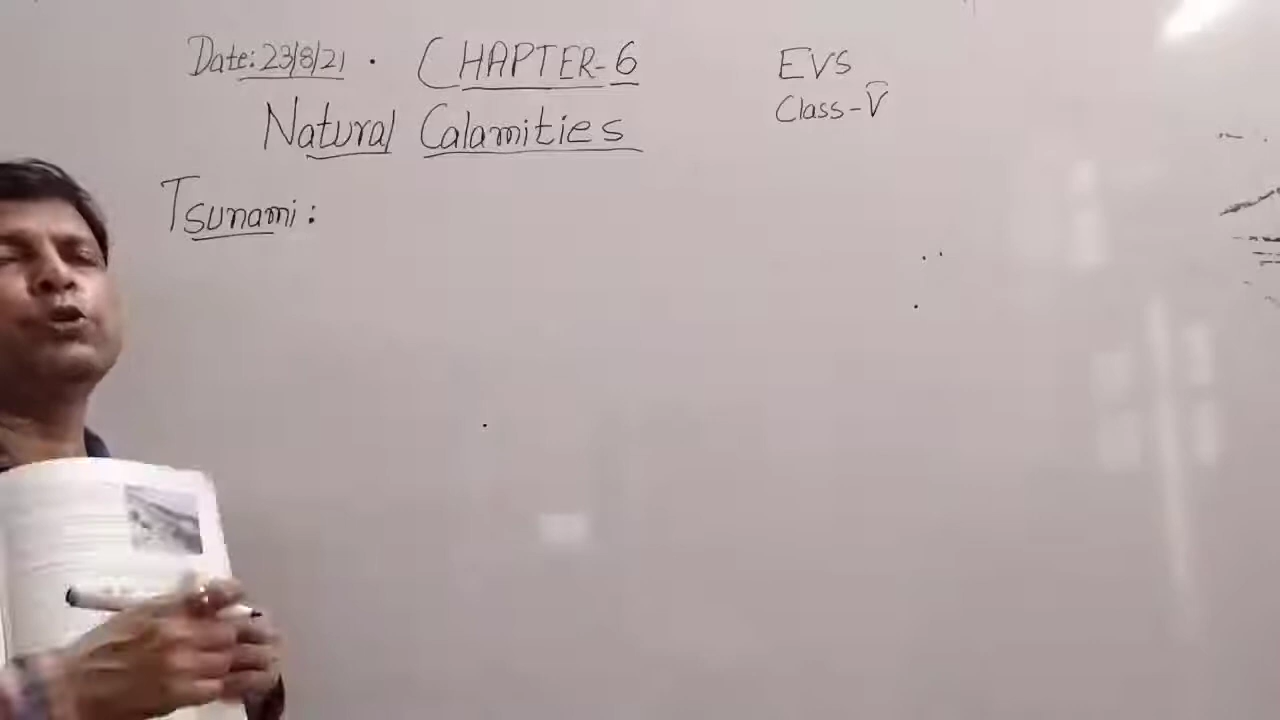 Date: 23/8/21 . CHAPTER-6
Natural Calamities
EVS
Class-V
Tsunami: